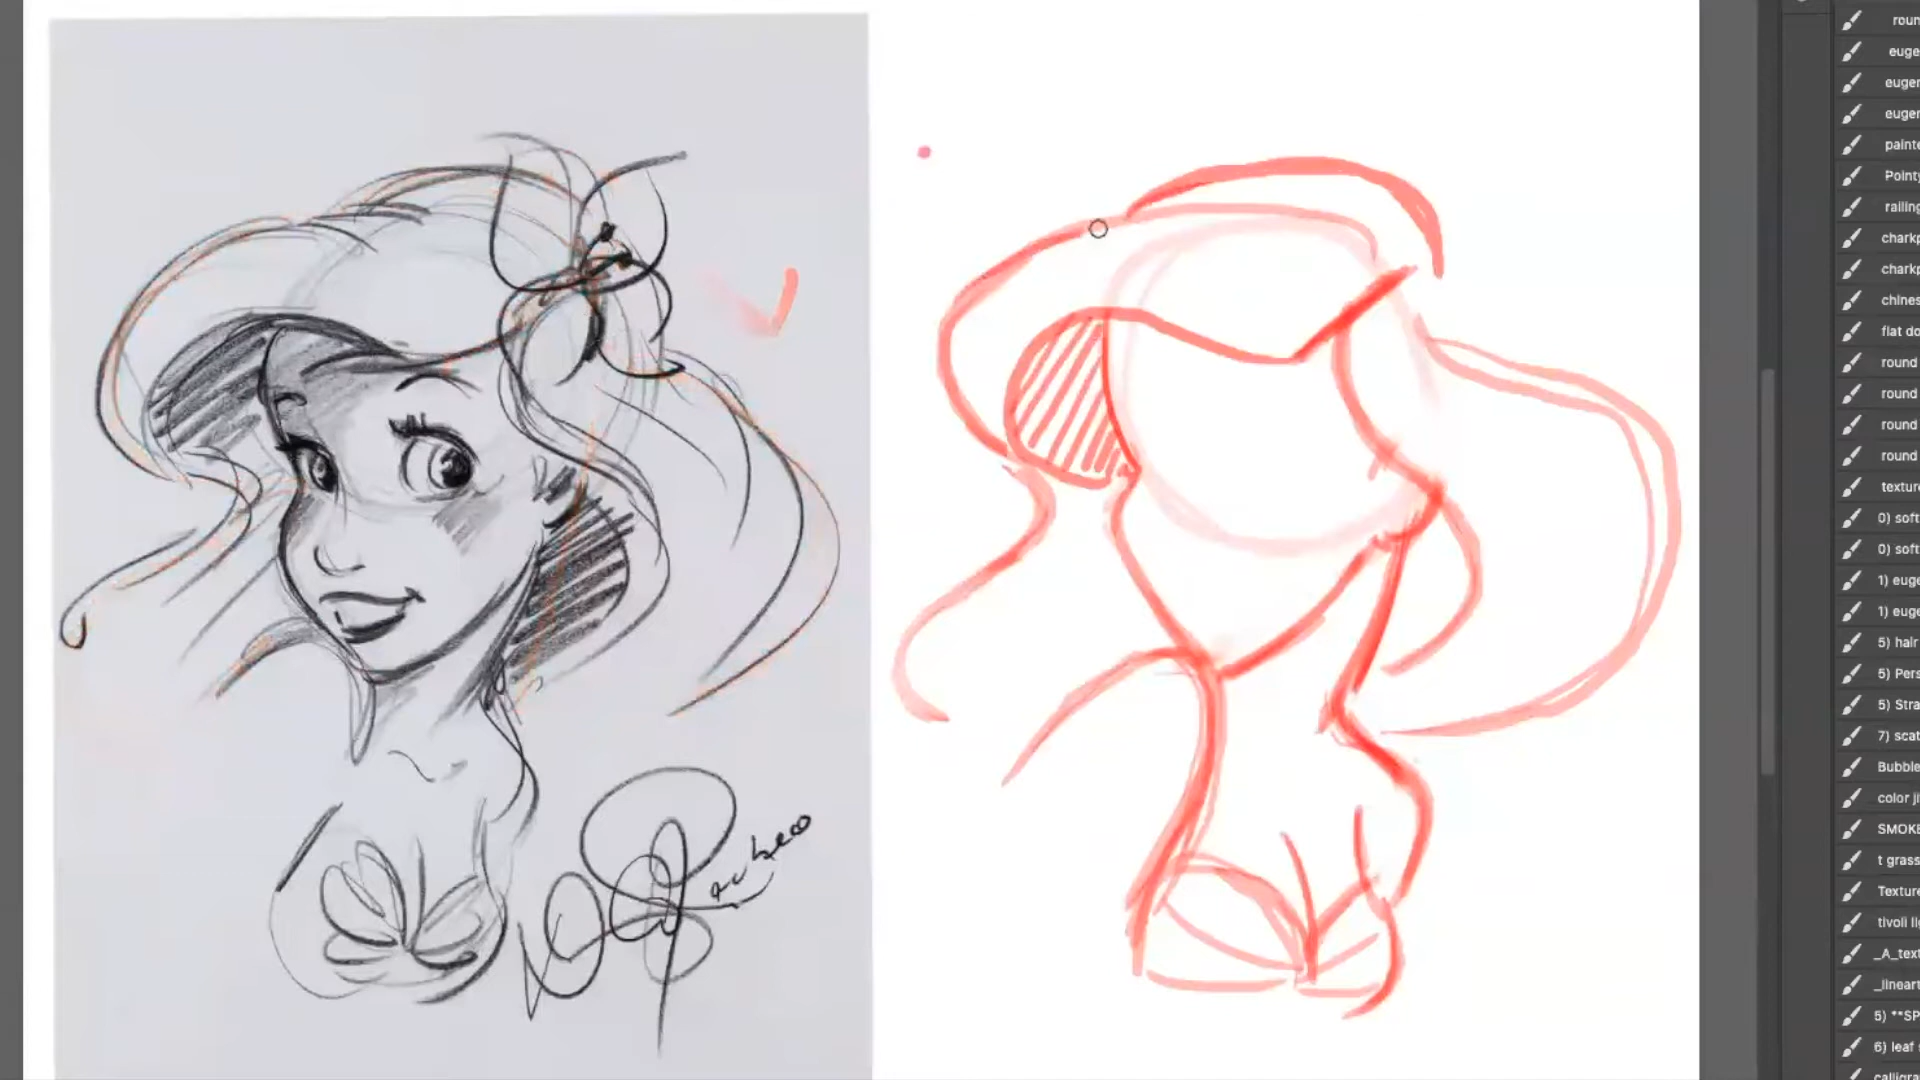 roun
euge
euger
euger
painte
Pointy
railing
charkp
charkp
chines
flat do
round
round
round
round
texture
0) soft
0) soft
1) euge
1) euge
5) hair
5) Pers
5) Stra
7) scat
Bubble
color ji
SMOKE
t grass
Texture
tivoli li
_A_text
_lineart
5) **SP
6) leaf s
calligra